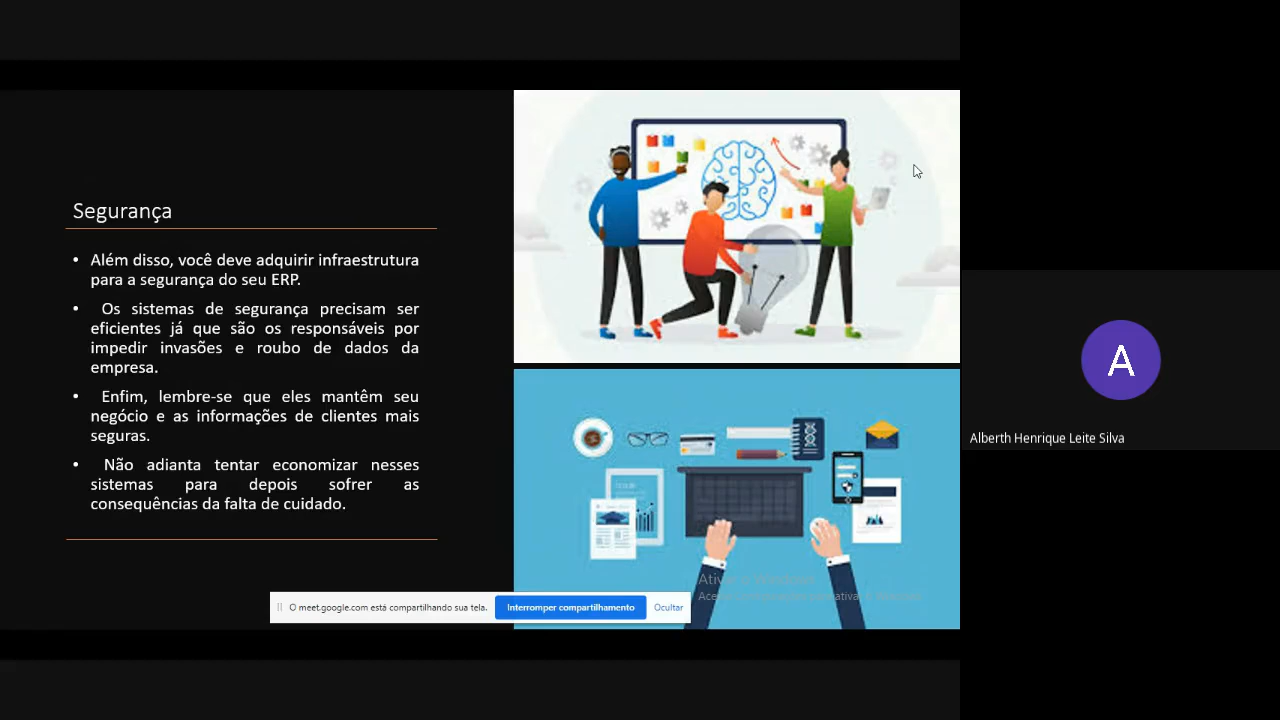 Segurança
• Além disso, você deve adquirir infraestrutura
para a segurança do seu ERP.
• Os sistemas de segurança precisam ser
eficientes já que são os responsáveis por
impedir invasões e roubo de dados da
empresa.
• Enfim, lembre-se que eles mantêm seu
negócio e as informações de clientes mais
seguras.
• Não adianta tentar economizar nesses
sistemas para depois sofrer as
consequências da falta de cuidado.
O meet.google.com está compartilhando sua tela.
Interromper compartilhamento
Ocultar
A
Alberth Henrique Leite Silva